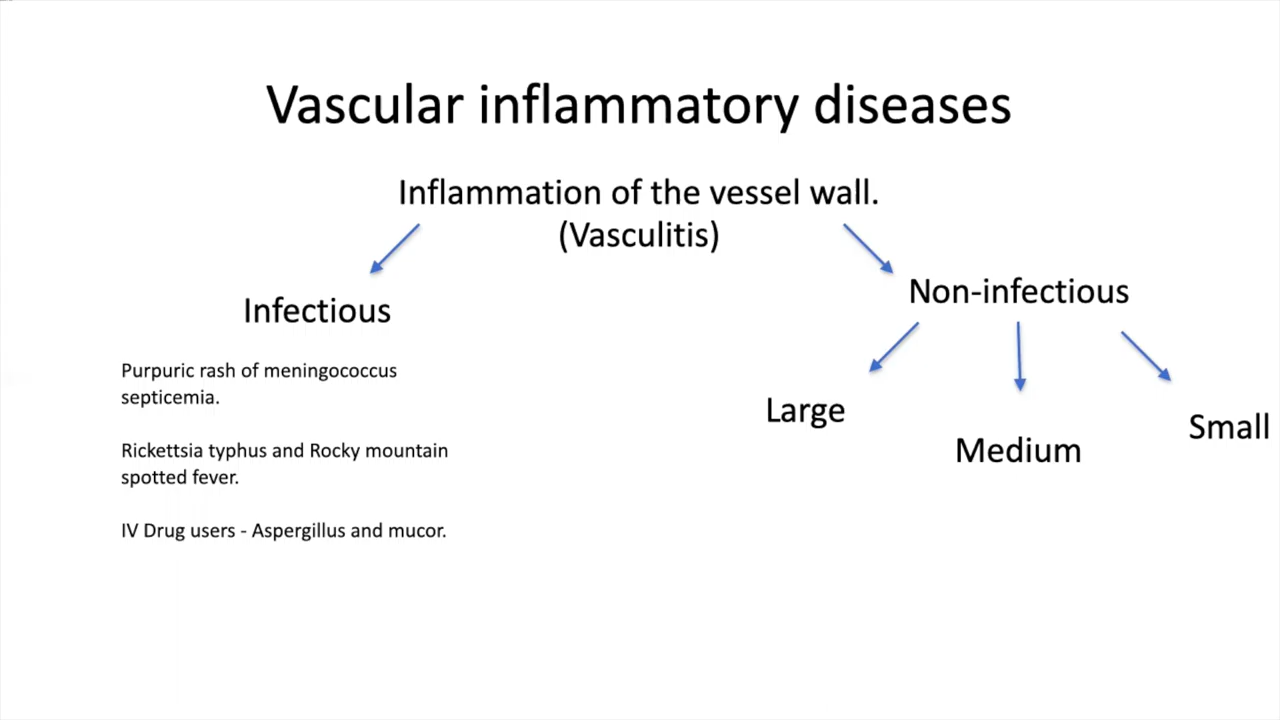 Vascular inflammatory diseases
Inflammation of the vessel wall.
(Vasculitis)
Infectious
Non-infectious
Purpuric rash of meningococcus
septicemia.
Rickettsia typhus and Rocky mountain
spotted fever.
IV Drug users - Aspergillus and mucor.
Large
Medium
Small